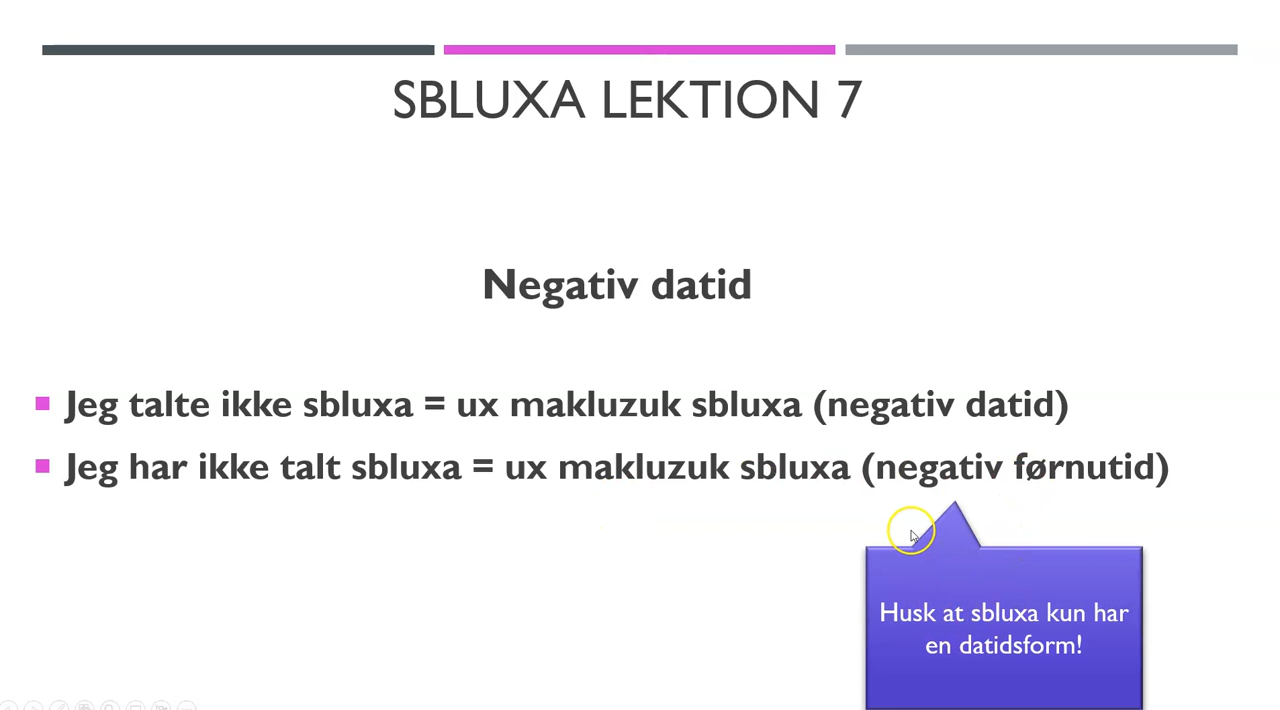 SBLUXA LEKTION 7
Negativ datid
Jeg talte ikke sbluxa = ux makluzuk sbluxa (negativ datid)
Jeg har ikke talt sbluxa = ux makluzuk sbluxa (negativ førnutid)
Husk at sbluxa kun har
en datidsform!